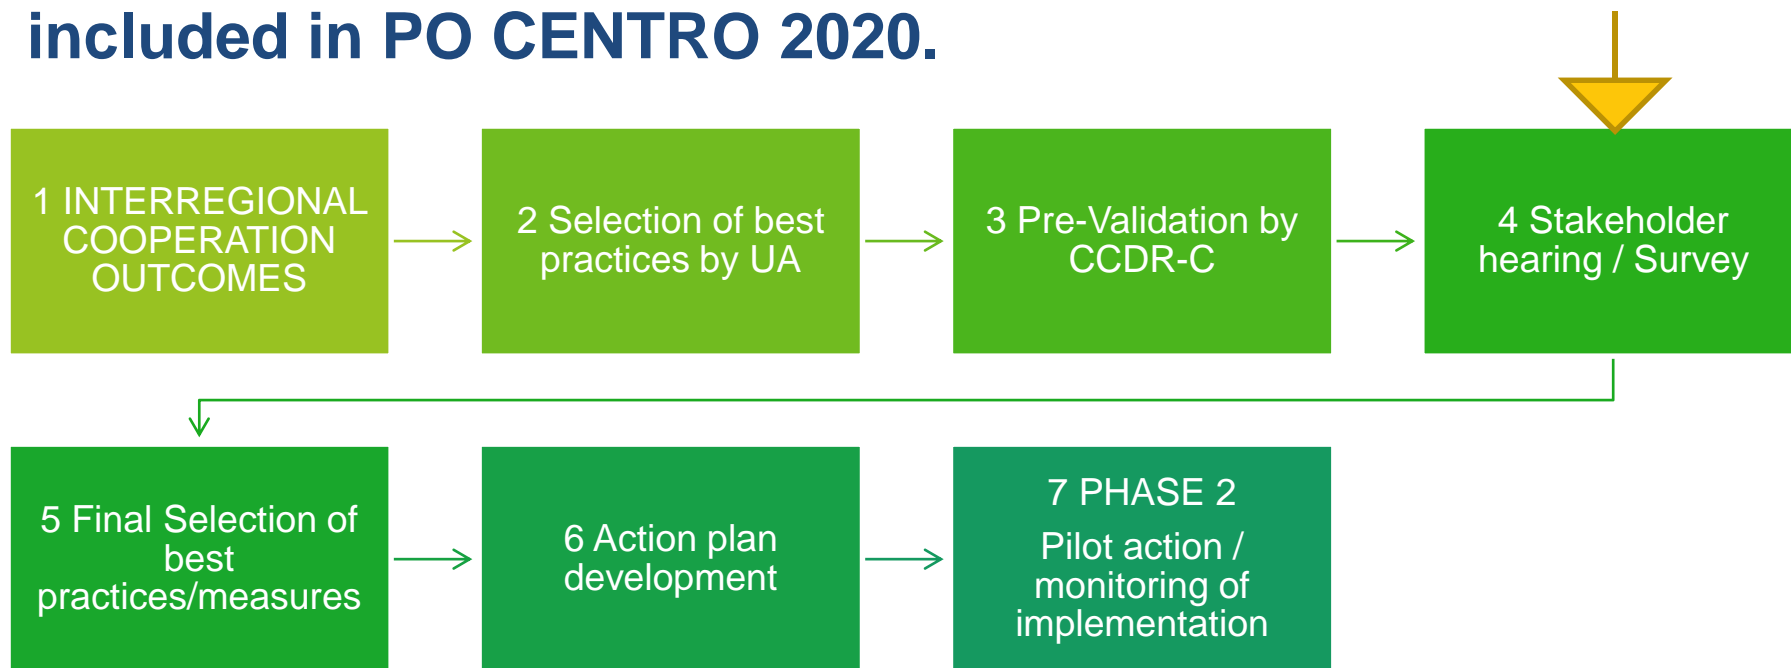 included in PO CENTRO 2020.
1 INTERREGIONAL
COOPERATION
OUTCOMES
2 Selection of best
practices by UA
3 Pre-Validation by
CCDR-C
4 Stakeholder
hearing / Survey
5 Final Selection of
best
practices/measures
6 Action plan
development
7 PHASE 2
Pilot action /
monitoring of
implementation